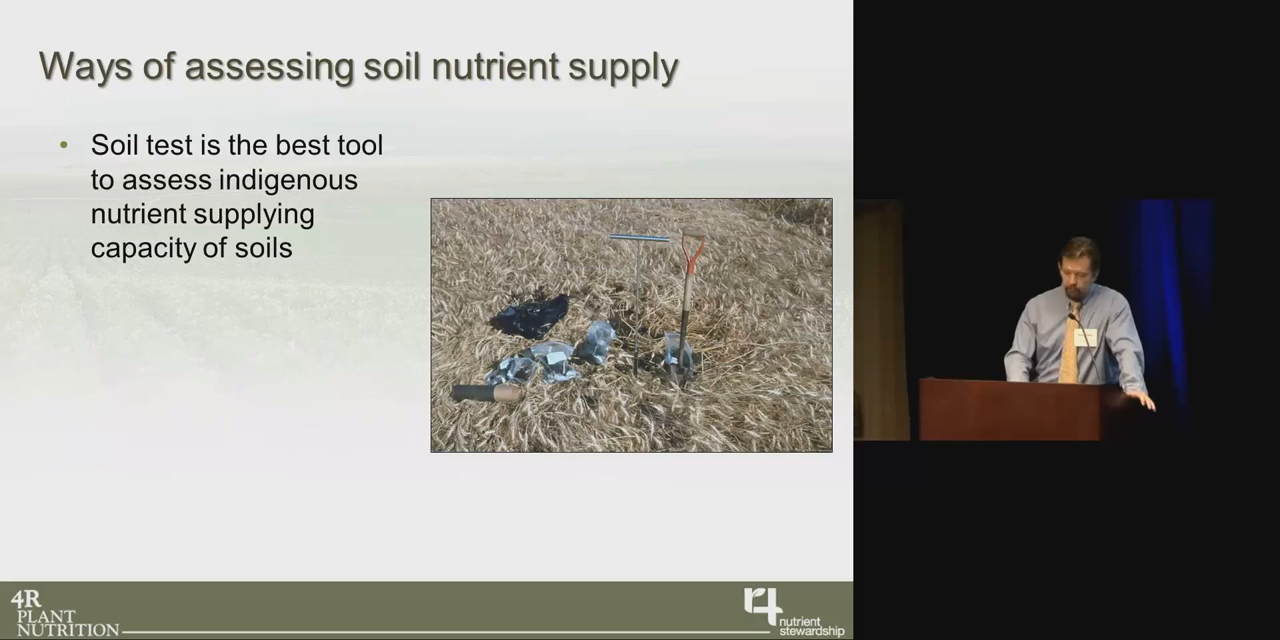 Ways of assessing soil nutrient supply
• Soil test is the best tool
to assess indigenous
nutrient supplying
capacity of soils
4R
PLANT
NUTRITION
r4
nutrient
stewardship